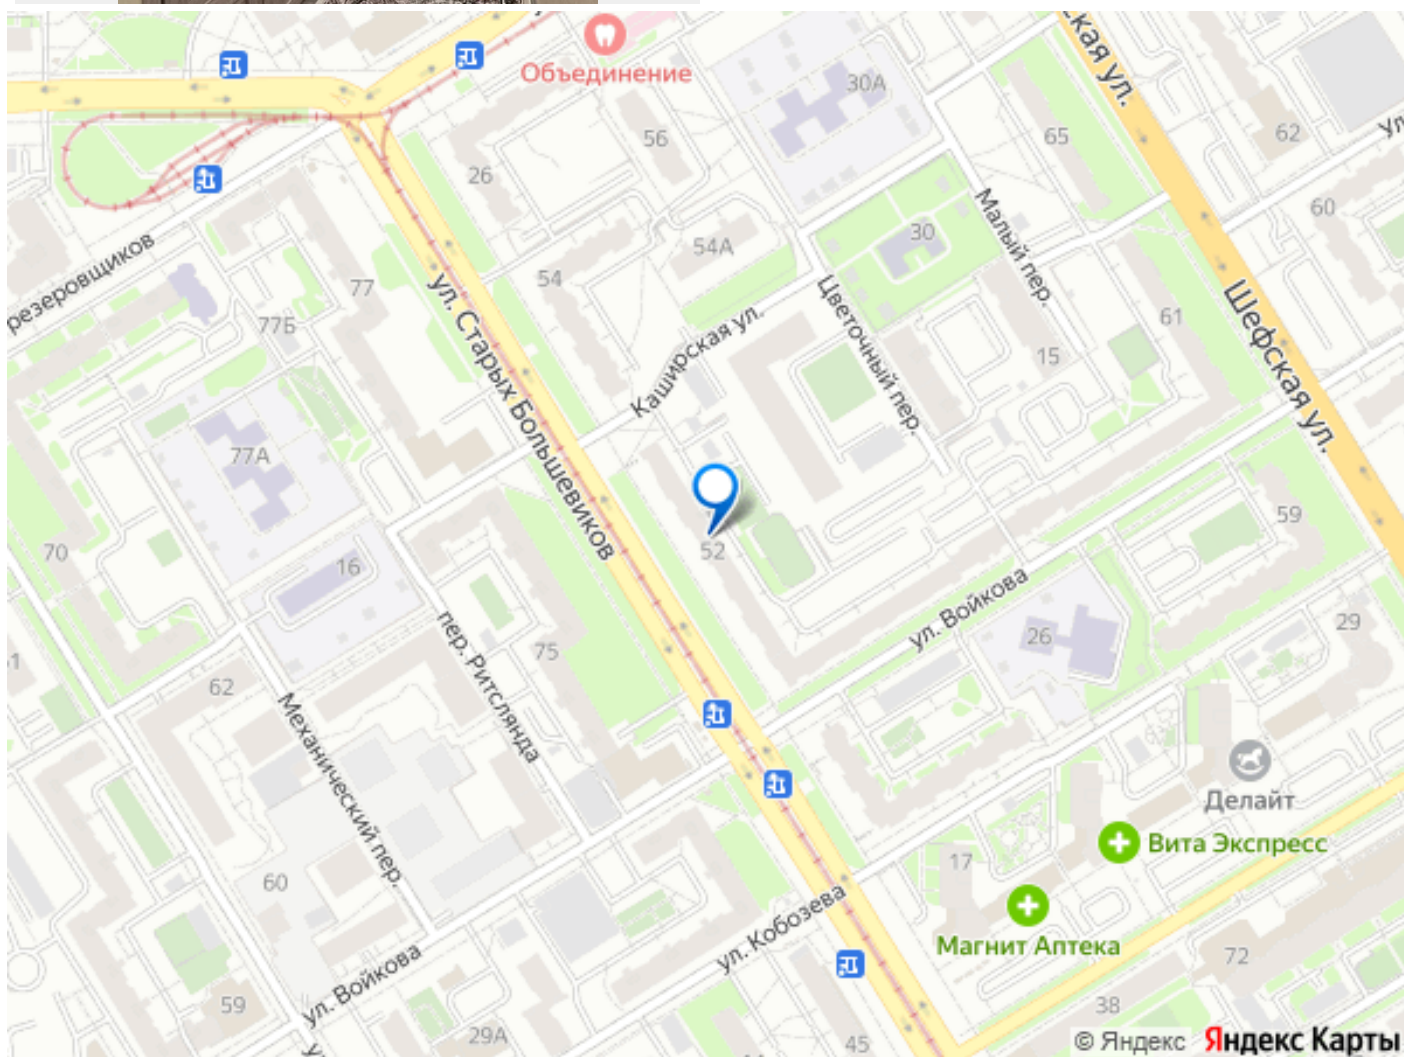 Объединение
30А
65
62
56
26
60
54А
30
Малый пер.
резеровщиков
77
54
77Б
ул. Старых Большевиков
Каширская ул.
Цветочный пер.
61
15
Шефская ул.
77А
52
59
70
16
ул. Войкова
26
29
75
пер. Ритслянда
62
Механический пер.
63
Делайт
Вита Экспресс
17
60
ул. Кобозева
Магнит Аптека
72
ул. Войкова
59
29А
38
45
© Яндекс Яндекс Карты